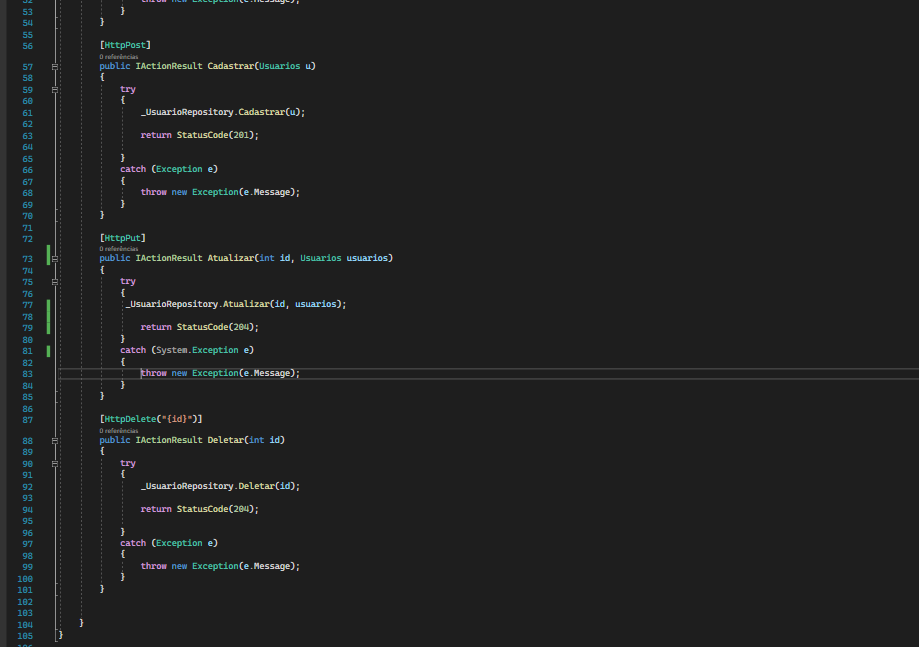 throw new Exception(e.Message);
53 }
54 }
55
56 [HttpPost]
0 referências
57 public IActionResult Cadastrar(Usuarios u)
58 {
59 try
60 {
61 _UsuarioRepository.Cadastrar(u);
62
63 return StatusCode(201);
64
65 }
66 catch (Exception e)
67 {
68 throw new Exception(e.Message);
69 }
70 }
71
72 [HttpPut]
0 referências
73 public IActionResult Atualizar(int id, Usuarios usuarios)
74 {
75 try
76 {
77 _UsuarioRepository.Atualizar(id, usuarios);
78
79 return StatusCode(204);
80 }
81 catch (System.Exception e)
82 {
83 throw new Exception(e.Message);
84 }
85 }
86
87 [HttpDelete("{id}")]
0 referências
88 public IActionResult Deletar(int id)
89 {
90 try
91 {
92 _UsuarioRepository.Deletar(id);
93
94 return StatusCode(204);
95
96 }
97 catch (Exception e)
98 {
99 throw new Exception(e.Message);
100 }
101 }
102
103
104 }
105 }